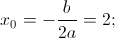 x₀ = −b/2a = 2;